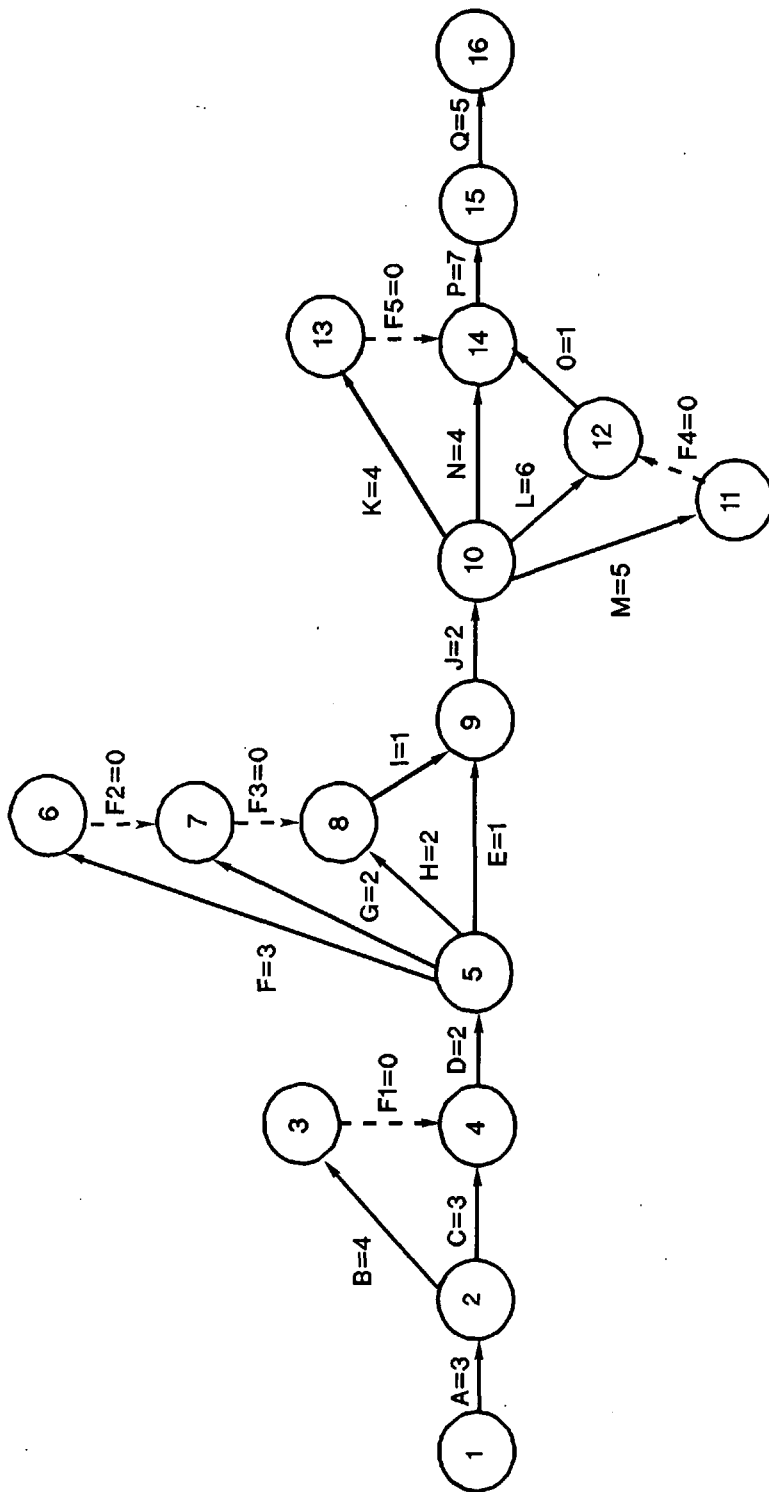 1
A=3
2
B=4
C=3
3
F1=0
4
D=2
5
F=3
G=2
H=2
E=1
6
F2=0
7
F3=0
8
I=1
9
J=2
10
K=4
N=4
L=6
M=5
13
F5=0
14
12
O=1
F4=0
11
P=7
15
Q=5
16